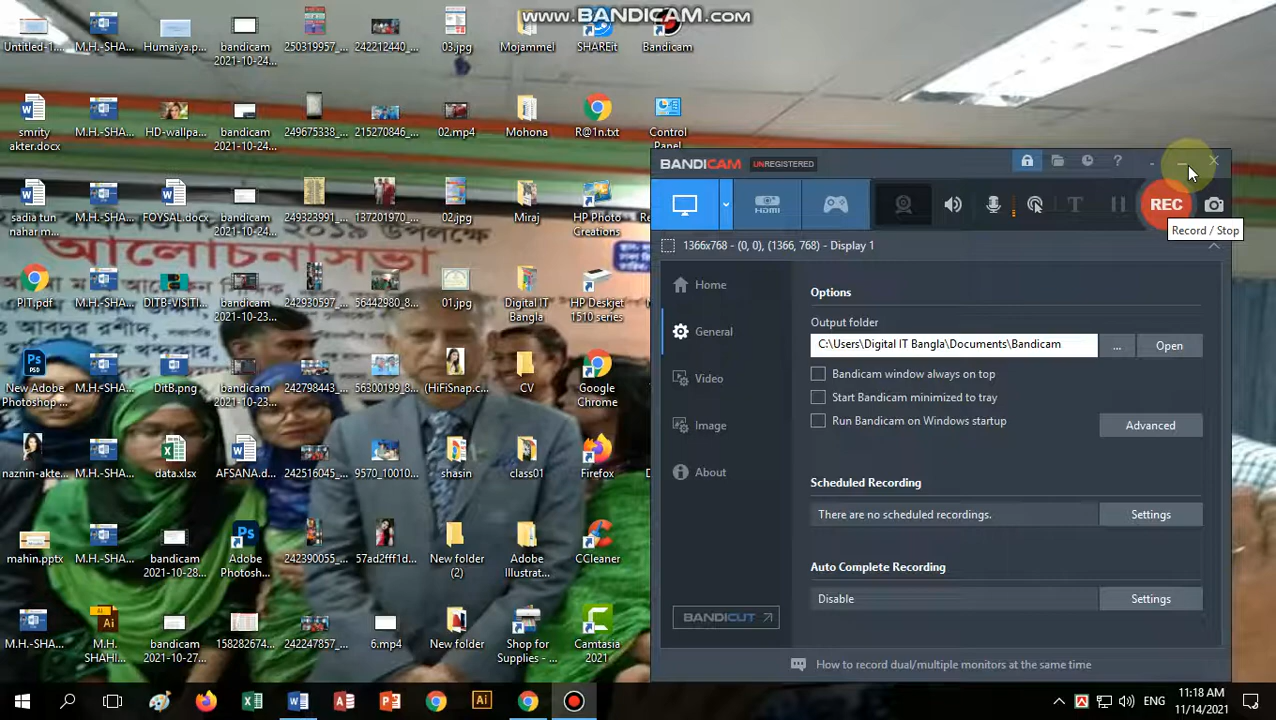 www.BANDICAM.com
Untitled-1....
M.H.-SHA...
Humaiya.p...
bandicam
2021-10-24...
250319957_...
242212440_...
03.jpg
Mojammel
SHAREit
Bandicam
smrity
akter.docx
M.H.-SHA...
HD-wallpa...
bandicam
2021-10-24...
249675338_...
215270846_...
02.mp4
Mohona
R@1n.txt
Control
Panel
sadia tun
nahar m...
M.H.-SHA...
FOYSAL.docx
bandicam
2021-10-24...
240930959_...
137201970_...
02.jpg
Miraj
HP Photo
Creations
২০১৯ উপলক্ষে
আলোচনাসভা
PIT.pdf
M.H.-SHA...
DITB-VISITI...
bandicam
2021-10-23...
242930597_...
56442980_8...
01.jpg
Digital IT
Bangla
HP Deskjet
1510 series
New Adobe
Photoshop ...
M.H.-SHA...
DitB.png
bandicam
2021-10-23...
242798443_...
56300199_8...
(HiFiSnap.c...
CV
Google
Chrome
naznin-akte...
M.H.-SHA...
data.xlsx
AFSANA.d...
242516045_...
9570_10010...
shasin
class01
Firefox
mahin.pptx
M.H.-SHA...
bandicam
2021-10-28...
Adobe
Photosh...
242390055_...
57ad2fff1d...
New folder
(2)
Adobe
Illustrat...
CCleaner
M.H.-SHA...
M.H.
SHAHI...
bandicam
2021-10-27...
158282674...
242247857_...
6.mp4
New folder
Shop for
Supplies - ...
Camtasia
2021
BANDICAM UNREGISTERED
HDMI
REC
Record / Stop
1366x768 - (0, 0), (1366, 768) - Display 1
Home
General
Video
Image
About
BANDICUT
Options
Output folder
C:\Users\Digital IT Bangla\Documents\Bandicam
...
Open
Bandicam window always on top
Start Bandicam minimized to tray
Run Bandicam on Windows startup
Advanced
Scheduled Recording
There are no scheduled recordings.
Settings
Auto Complete Recording
Disable
Settings
How to record dual/multiple monitors at the same time
ENG
11:18 AM
11/14/2021